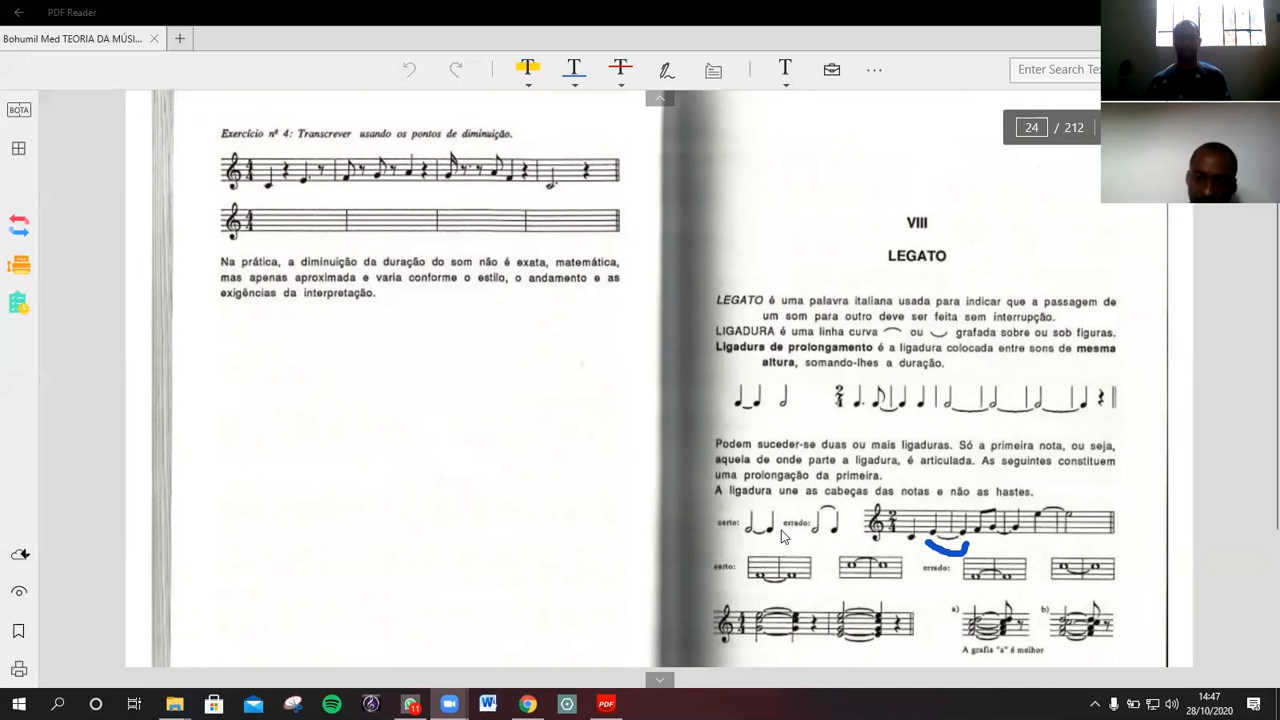 PDF Reader
Bohumil Med TEORIA DA MÚSI...
Enter Search Te
BOTA
24 / 212
Exercício nº 4: Transcrever usando os pontos de diminuição.
Na prática, a diminuição da duração do som não é exata, matemática,
mas apenas aproximada e varia conforme o estilo, o andamento e as
exigências da interpretação.
VIII
LEGATO
LEGATO é uma palavra italiana usada para indicar que a passagem de
um som para outro deve ser feita sem interrupção.
LIGADURA é uma linha curva ou grafada sobre ou sob figuras.
Ligadura de prolongamento é a ligadura colocada entre sons de mesma
altura, somando-lhes a duração.
Podem suceder-se duas ou mais ligaduras. Só a primeira nota, ou seja,
aquela de onde parte a ligadura, é articulada. As seguintes constituem
uma prolongação da primeira.
A ligadura une as cabeças das notas e não as hastes.
certo: errado:
certo: errado:
a) b)
A grafia "a" é melhor
11
14:47
28/10/2020